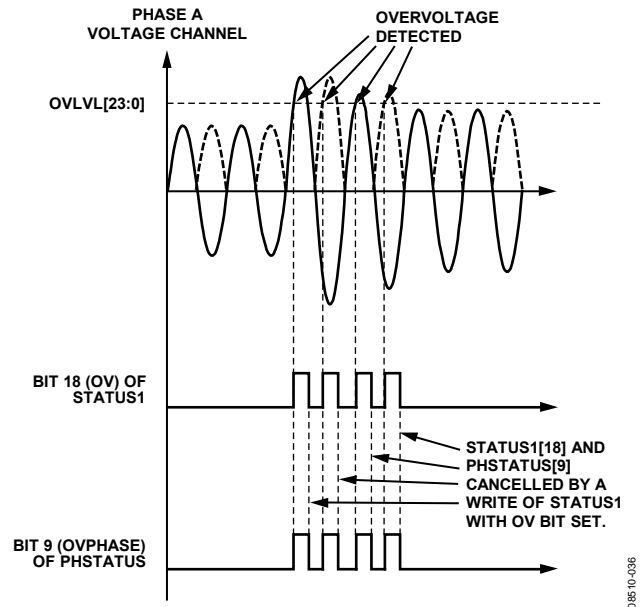 PHASE A
VOLTAGE CHANNEL
OVERVOLTAGE
DETECTED
OVLVL[23:0]
BIT 18 (OV) OF
STATUS1
STATUS1[18] AND
PHSTATUS[9]
CANCELLED BY A
WRITE OF STATUS1
WITH OV BIT SET.
BIT 9 (OVPHASE)
OF PHSTATUS
08510-036